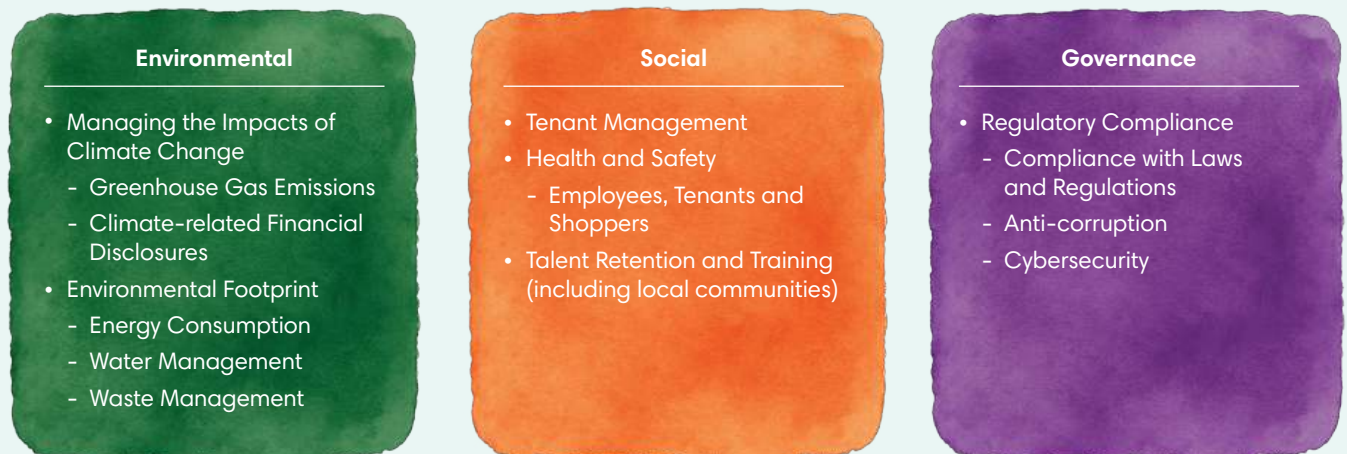 Environmental
• Managing the Impacts of
Climate Change
- Greenhouse Gas Emissions
- Climate-related Financial
Disclosures
• Environmental Footprint
- Energy Consumption
- Water Management
- Waste Management
Social
• Tenant Management
• Health and Safety
- Employees, Tenants and
Shoppers
• Talent Retention and Training
(including local communities)
Governance
• Regulatory Compliance
- Compliance with Laws
and Regulations
- Anti-corruption
- Cybersecurity